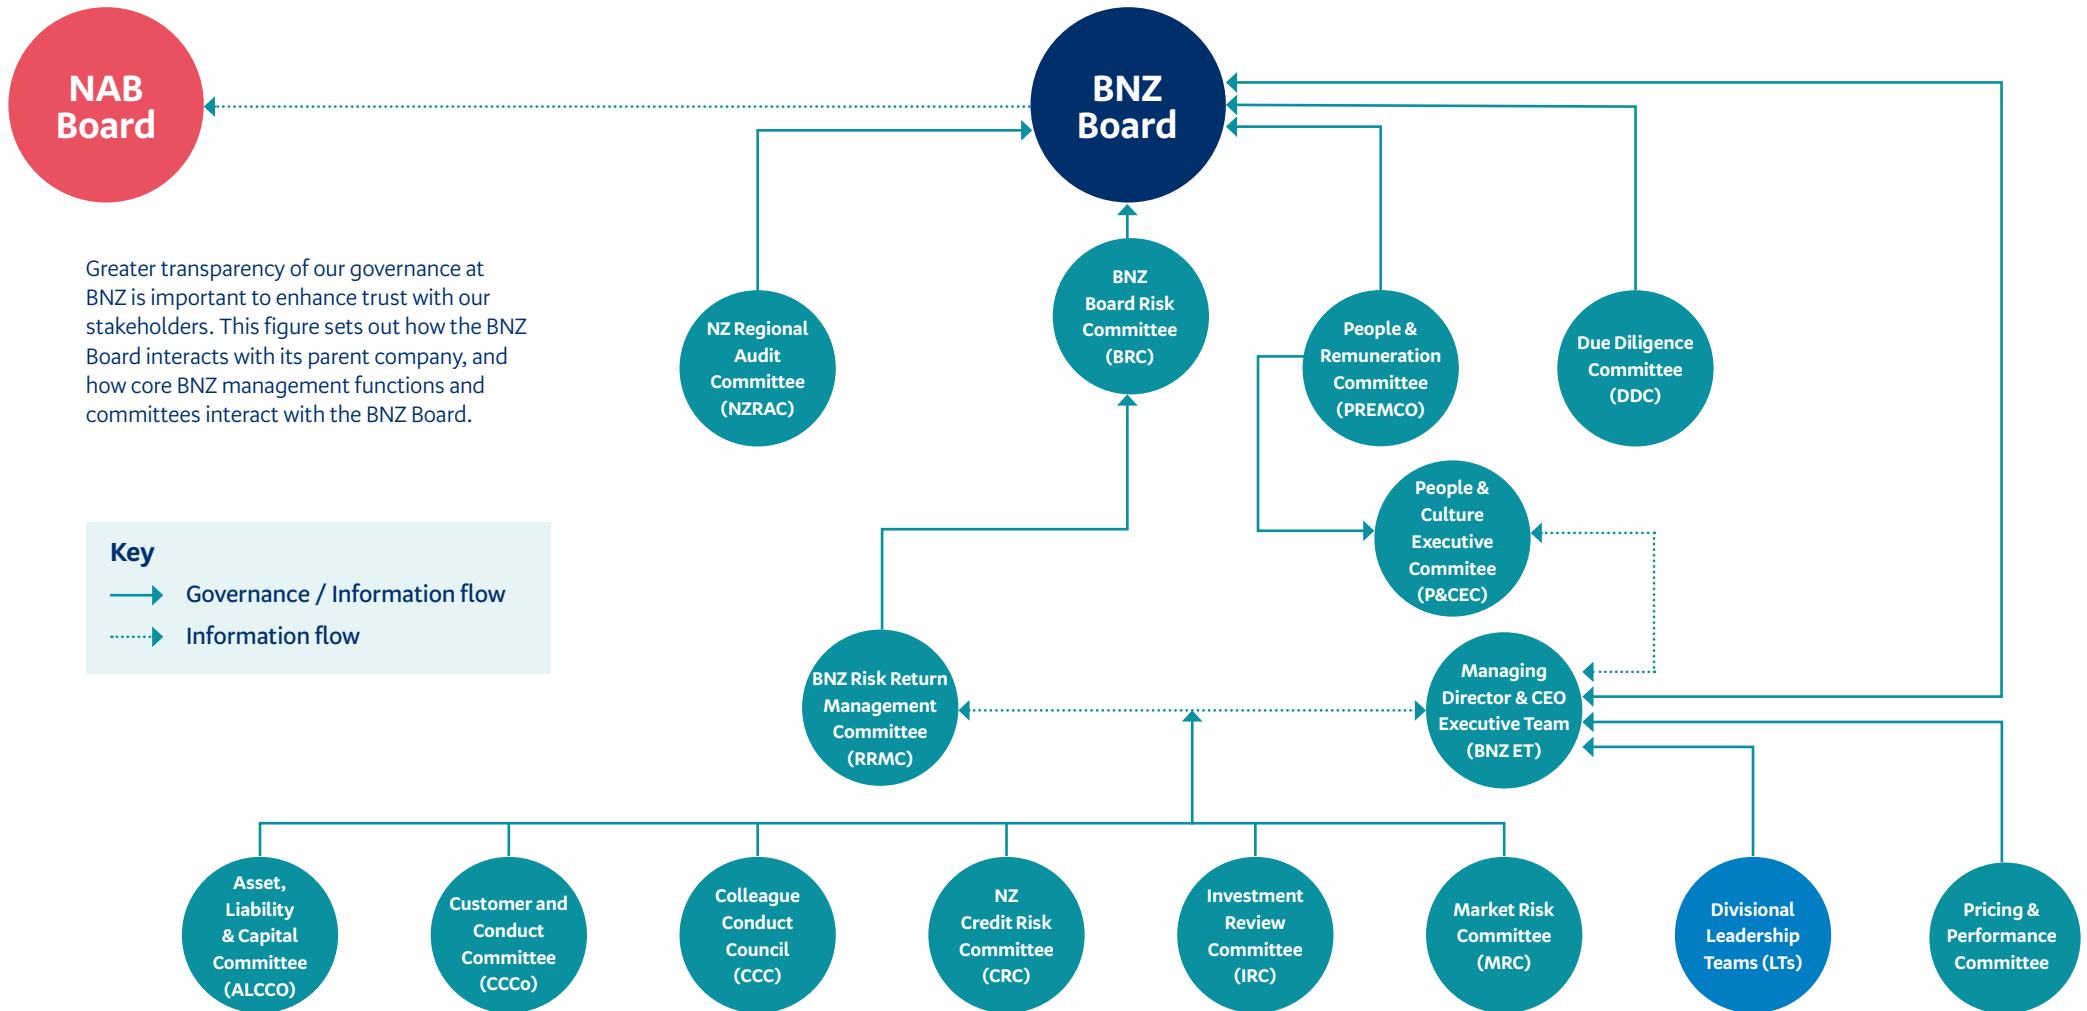 NAB
Board
BNZ
Board
Greater transparency of our governance at
BNZ is important to enhance trust with our
stakeholders. This figure sets out how the BNZ
Board interacts with its parent company, and
how core BNZ management functions and
committees interact with the BNZ Board.
NZ Regional
Audit
Committee
(NZRAC)
BNZ
Board Risk
Committee
(BRC)
People &
Remuneration
Committee
(PREMCO)
Due Diligence
Committee
(DDC)
People &
Culture
Executive
Commitee
(P&CEC)
Key
Governance / Information flow
Information flow
BNZ Risk Return
Management
Committee
(RRMC)
Managing
Director & CEO
Executive Team
(BNZ ET)
Asset,
Liability
& Capital
Committee
(ALCCO)
Customer and
Conduct
Committee
(CCCo)
Colleague
Conduct
Council
(CCC)
NZ
Credit Risk
Committee
(CRC)
Investment
Review
Committee
(IRC)
Market Risk
Committee
(MRC)
Divisional
Leadership
Teams (LTs)
Pricing &
Performance
Committee